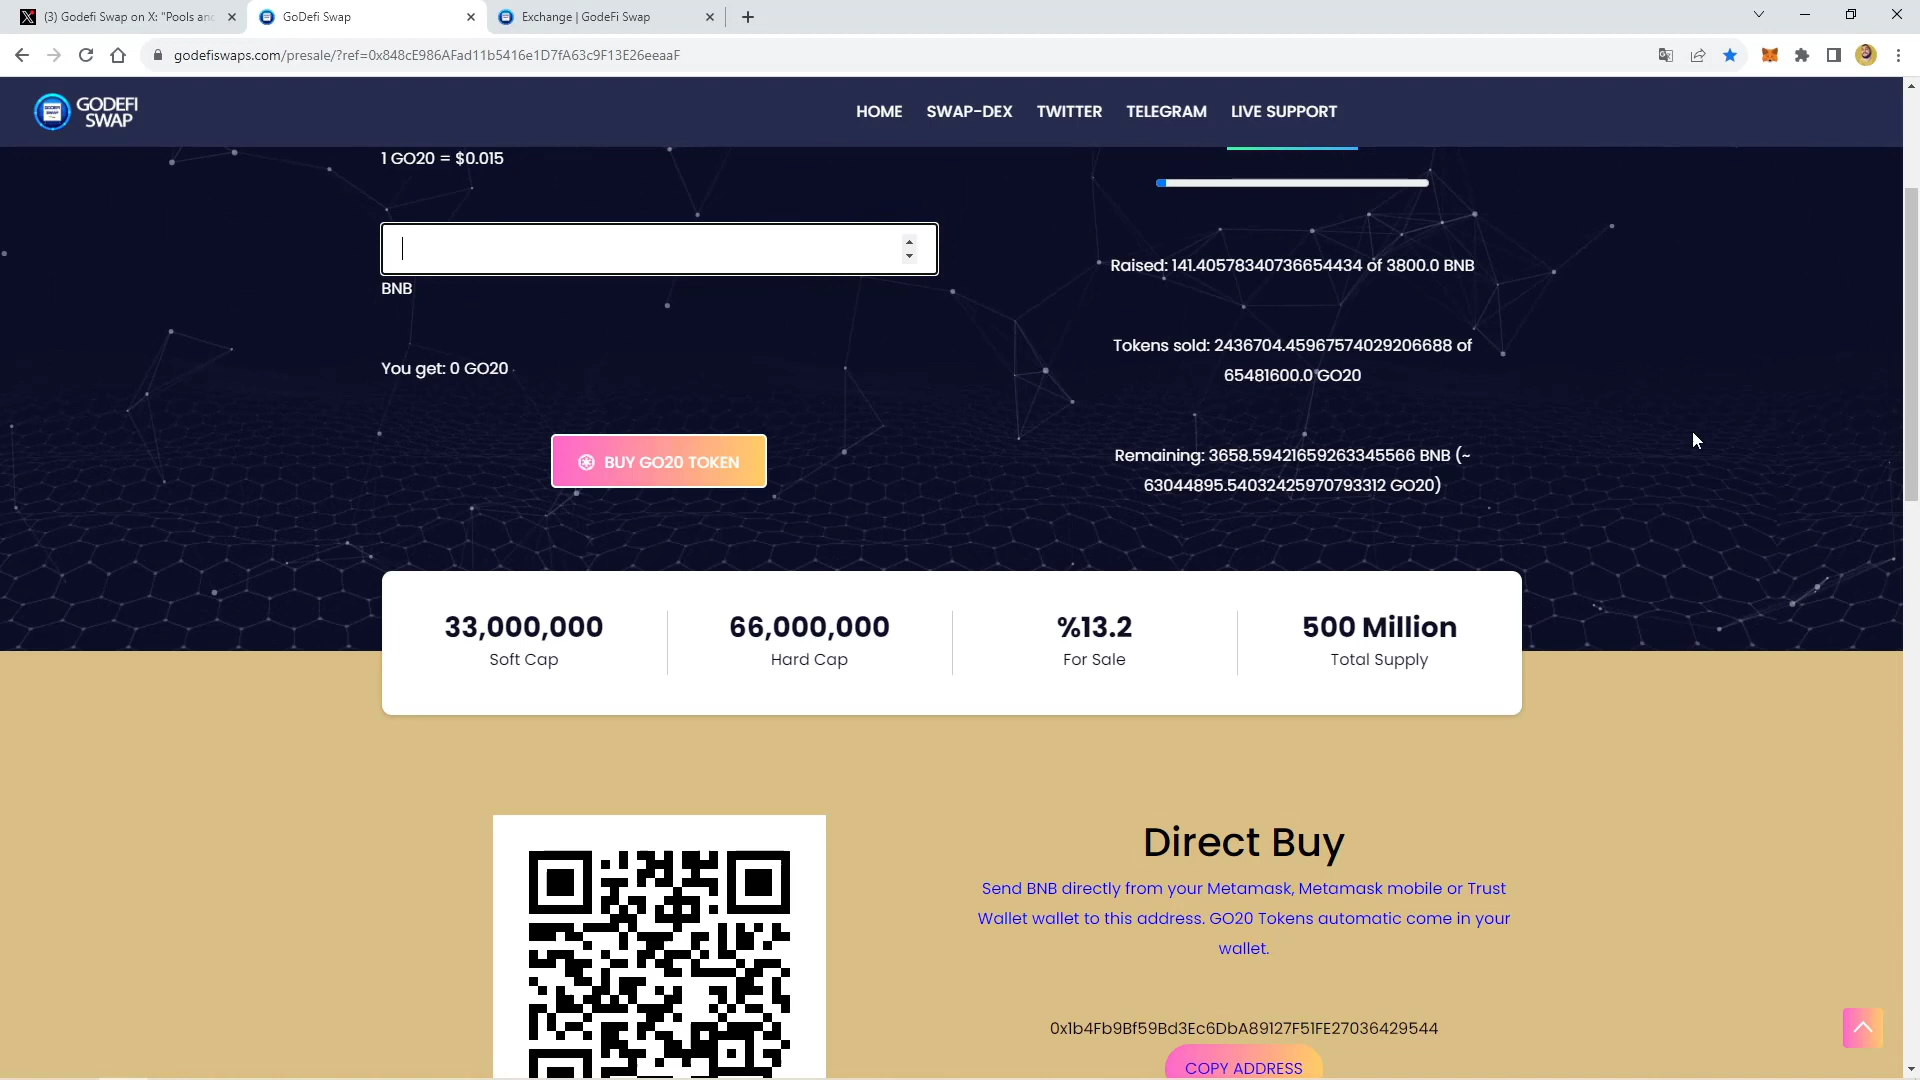 (3) Godefi Swap on X: "Pools and
GoDefi Swap
Exchange | GodeFi Swap
godefiswaps.com/presale/?ref=0x848cE986AFad11b5416e1D7fA63c9F13E26eeaaF
GODEFI
SWAP
HOME
SWAP-DEX
TWITTER
TELEGRAM
LIVE SUPPORT
1 GO20 = $0.015
BNB
You get: 0 GO20
BUY GO20 TOKEN
Raised: 141.40578340736654434 of 3800.0 BNB
Tokens sold: 2436704.45967574029206688 of
65481600.0 GO20
Remaining: 3658.59421659263345566 BNB (~
63044895.54032425970793312 GO20)
33,000,000
Soft Cap
66,000,000
Hard Cap
%13.2
For Sale
500 Million
Total Supply
Direct Buy
Send BNB directly from your Metamask, Metamask mobile or Trust
Wallet wallet to this address. GO20 Tokens automatic come in your
wallet.
0x1b4Fb9Bf59Bd3Ec6DbA89127F51FE27036429544
COPY ADDRESS